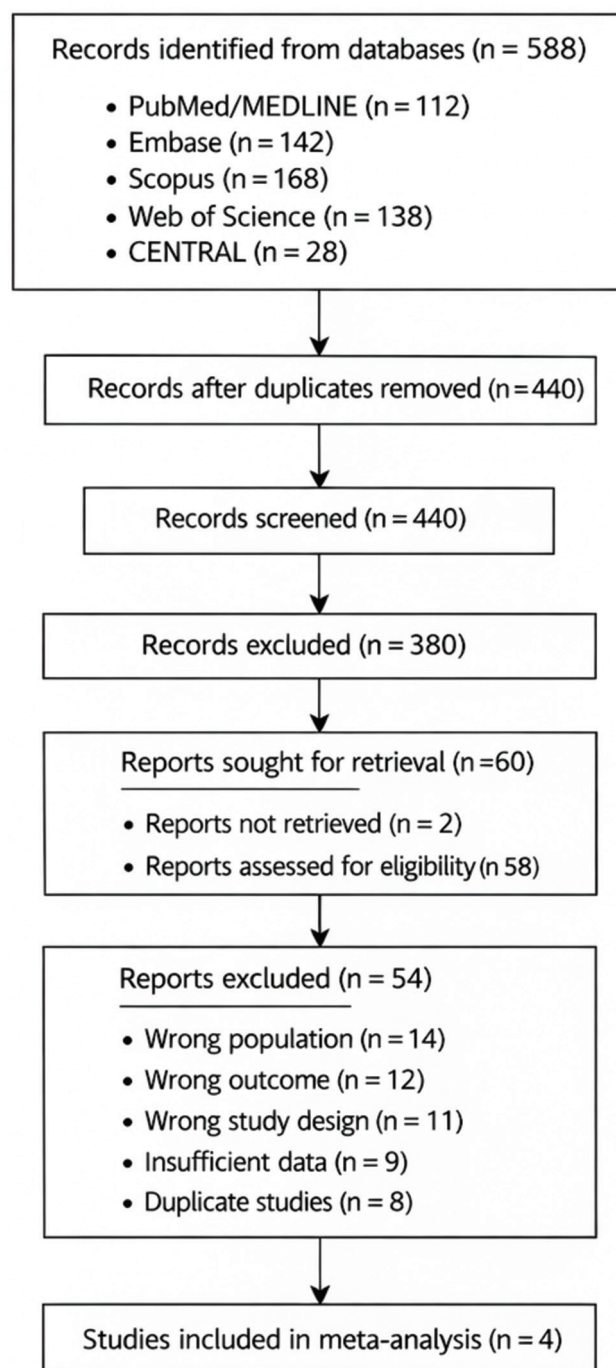 Records identified from databases (n = 588)
• PubMed/MEDLINE (n = 112)
• Embase (n = 142)
• Scopus (n = 168)
• Web of Science (n = 138)
• CENTRAL (n = 28)
Records after duplicates removed (n = 440)
Records screened (n = 440)
Records excluded (n = 380)
Reports sought for retrieval (n =60)
• Reports not retrieved (n = 2)
• Reports assessed for eligibility (n 58)
Reports excluded (n = 54)
• Wrong population (n = 14)
• Wrong outcome (n = 12)
• Wrong study design (n = 11)
• Insufficient data (n = 9)
• Duplicate studies (n = 8)
Studies included in meta-analysis (n = 4)